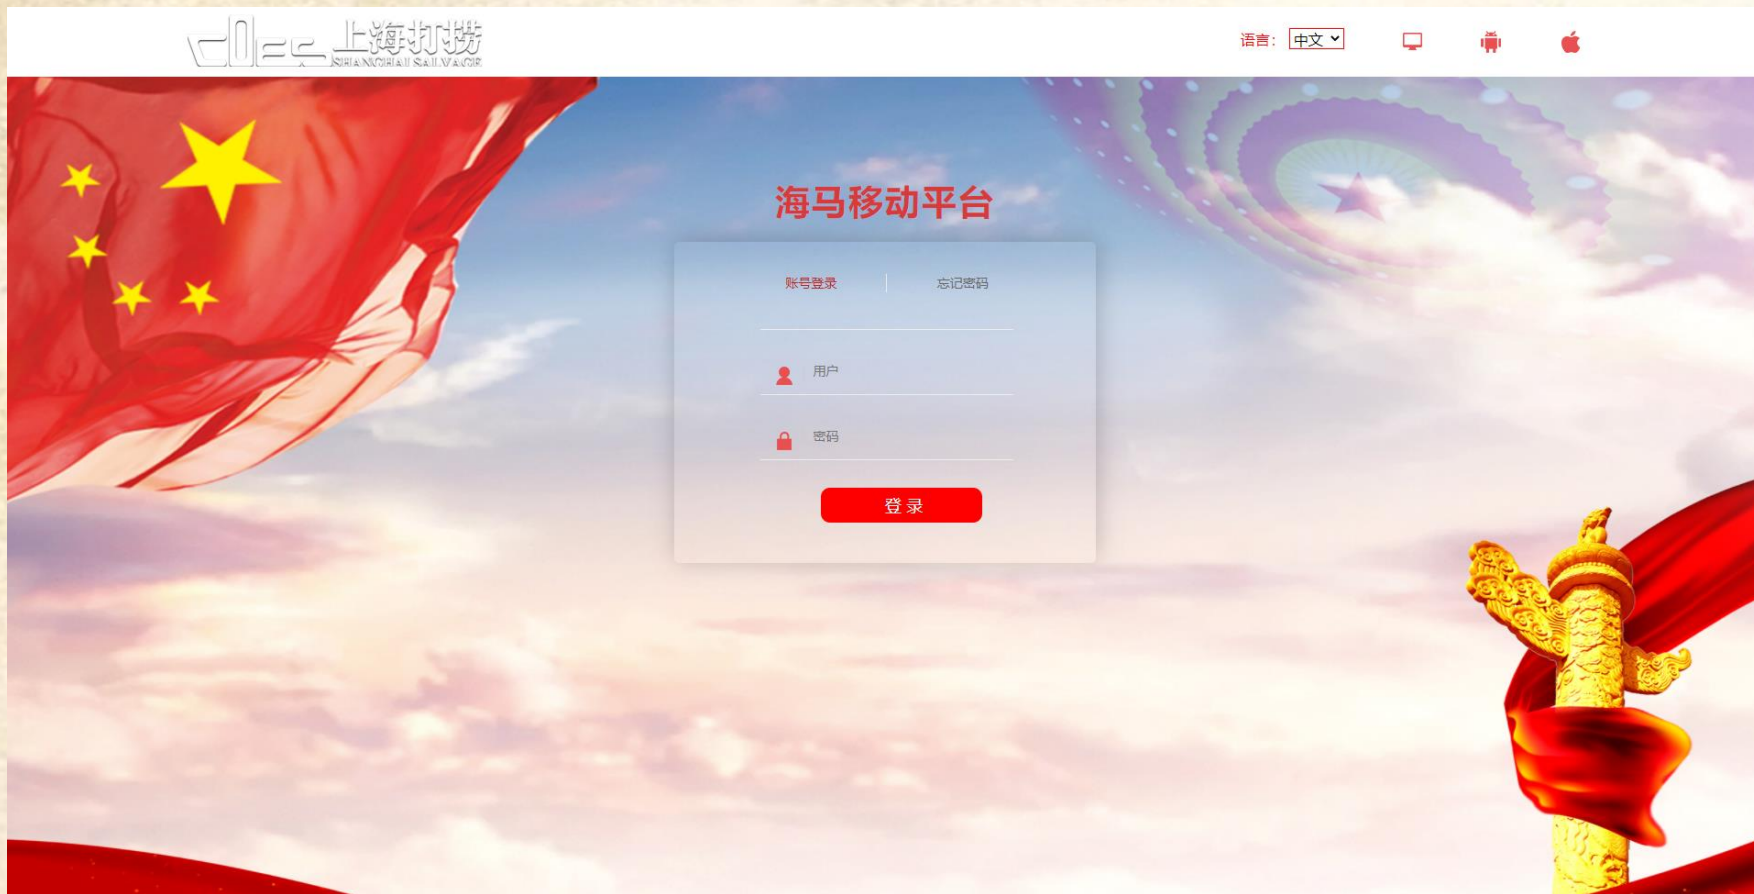 上海打捞
SHANGHAI SALVAGE
语言： 中文
海马移动平台
账号登录 忘记密码
用户
密码
登 录